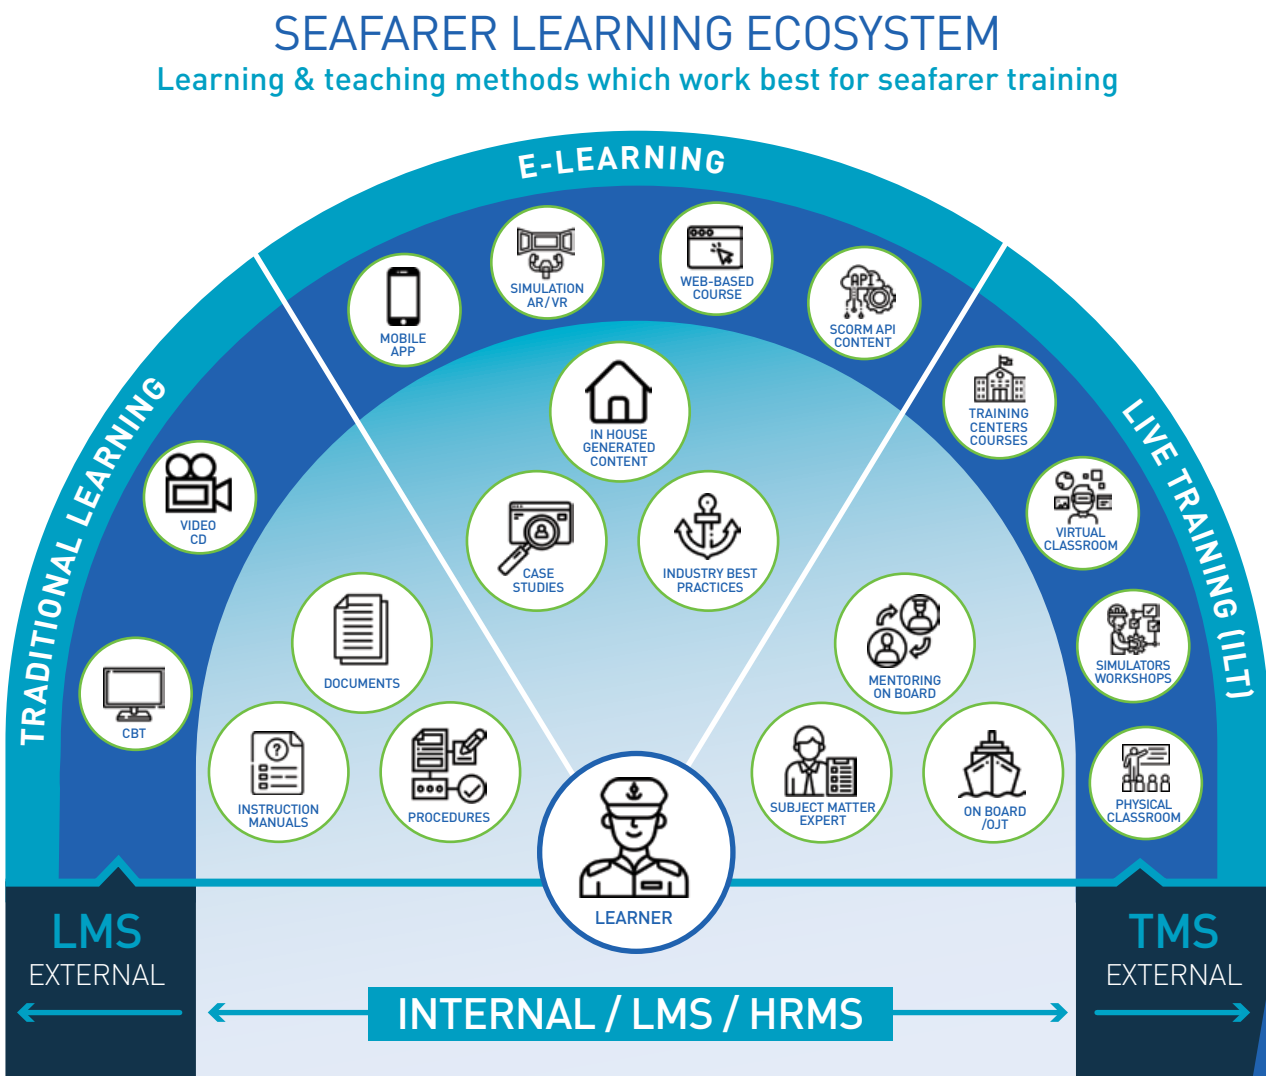 SEAFARER LEARNING ECOSYSTEM
Learning & teaching methods which work best for seafarer training
TRADITIONAL LEARNING
E-LEARNING
LIVE TRAINING (ILT)
VIDEO
CD
CBT
MOBILE
APP
SIMULATION
AR/VR
WEB-BASED
COURSE
API
SCORM API
CONTENT
TRAINING
CENTERS
COURSES
VIRTUAL
CLASSROOM
SIMULATORS
WORKSHOPS
PHYSICAL
CLASSROOM
IN HOUSE
GENERATED
CONTENT
CASE
STUDIES
INDUSTRY BEST
PRACTICES
DOCUMENTS
?
INSTRUCTION
MANUALS
PROCEDURES
MENTORING
ON BOARD
SUBJECT MATTER
EXPERT
ON BOARD
/OJT
LEARNER
LMS
EXTERNAL
INTERNAL / LMS / HRMS
TMS
EXTERNAL